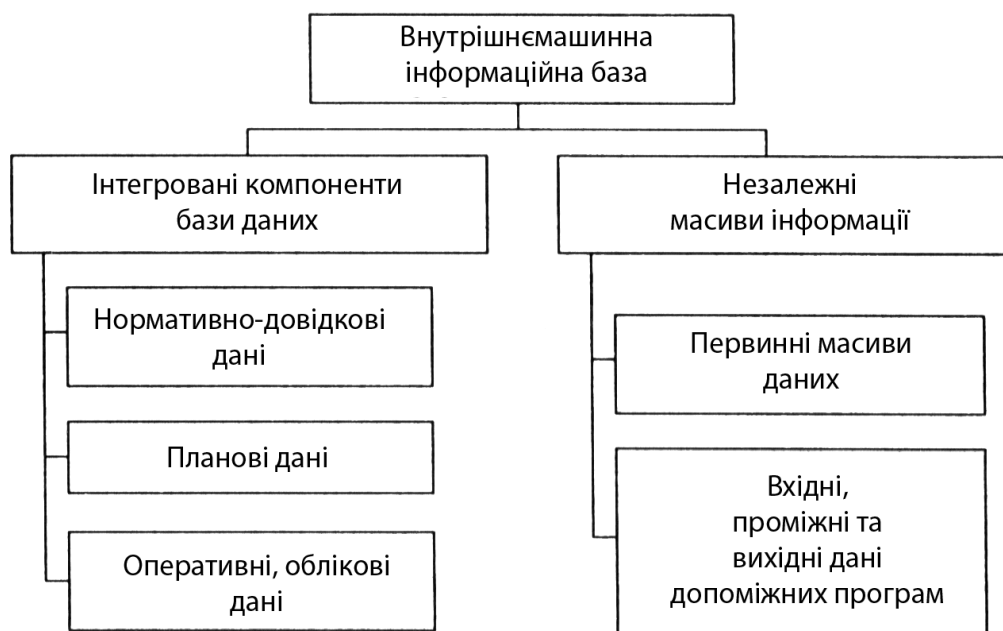 Внутрішнємашинна
інформаційна база
Інтегровані компоненти
бази даних
Незалежні
масиви інформації
Нормативно-довідкові
дані
Планові дані
Оперативні, облікові
дані
Первинні масиви
даних
Вхідні,
проміжні та
вихідні дані
допоміжних програм